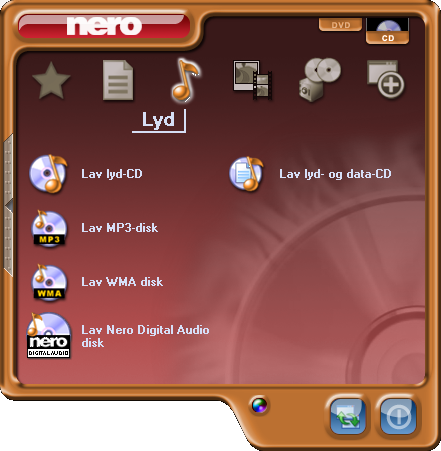 nero
DVD
CD
Lyd
Lav lyd-CD
Lav lyd- og data-CD
MP3
Lav MP3-disk
WMA
Lav WMA disk
nero
DIGITAL AUDIO
Lav Nero Digital Audio
disk